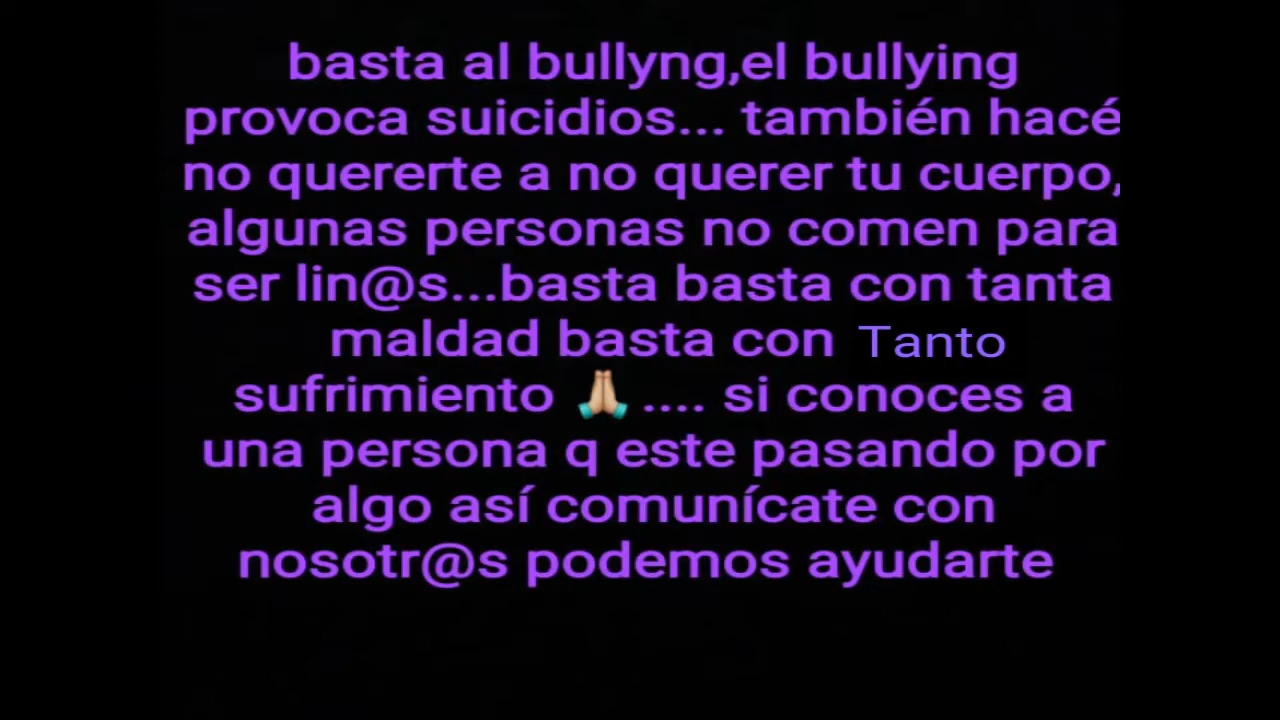 basta al bullyng,el bullying
provoca suicidios... también hacé
no quererte a no querer tu cuerpo,
algunas personas no comen para
ser lin@s...basta basta con tanta
maldad basta con Tanto
sufrimiento 🙏🏼.... si conoces a
una persona q este pasando por
algo así comunícate con
nosotr@s podemos ayudarte